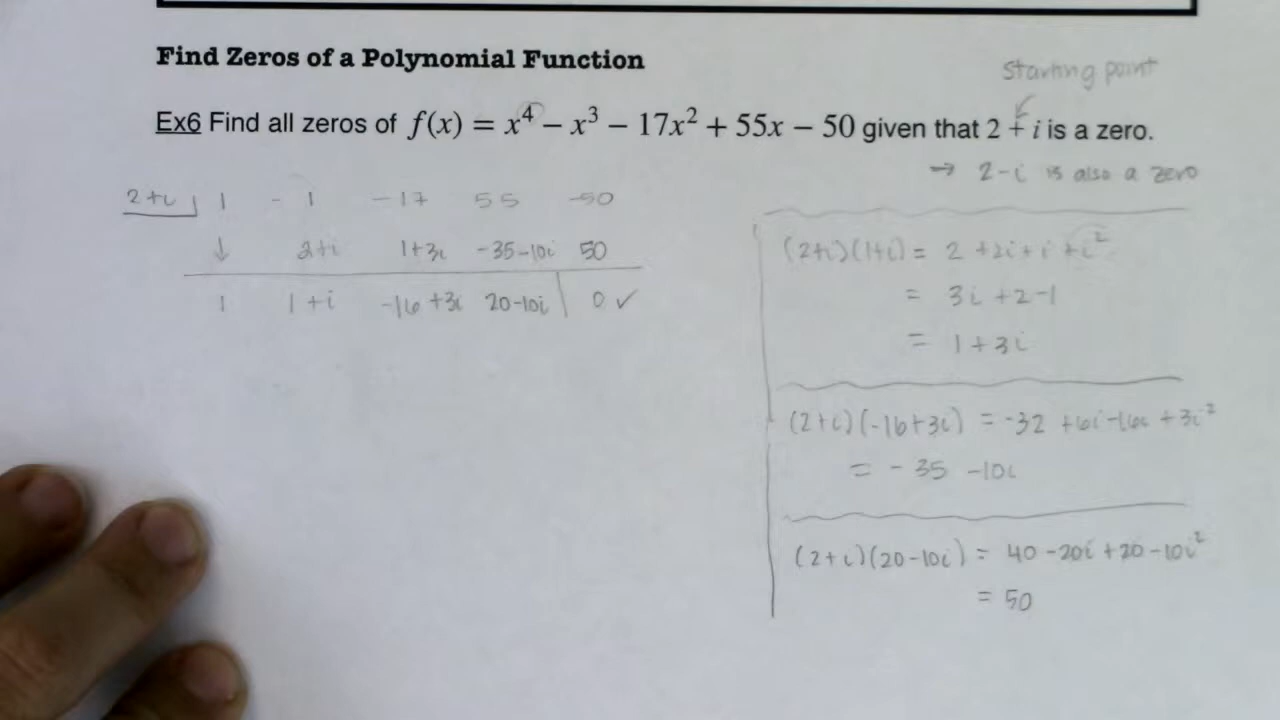 Find Zeros of a Polynomial Function
Starting point
Ex6 Find all zeros of f(x) = x⁴ − x³ − 17x² + 55x − 50 given that 2 + i is a zero.
→ 2-i is also a zero
2+i 1 - 1 -17 55 -50
↓ 2+i 1+3i -35-10i 50
1 1+i -16+3i 20-10i 0 ✓
(2+i)(1+i) = 2 +2i+i +i²
= 3i +2-1
= 1+3i
(2+i)(-16+3i) = -32 +6i-16i +3i²
= -35 -10i
(2+i)(20-10i) = 40 -20i +20 -10i²
= 50